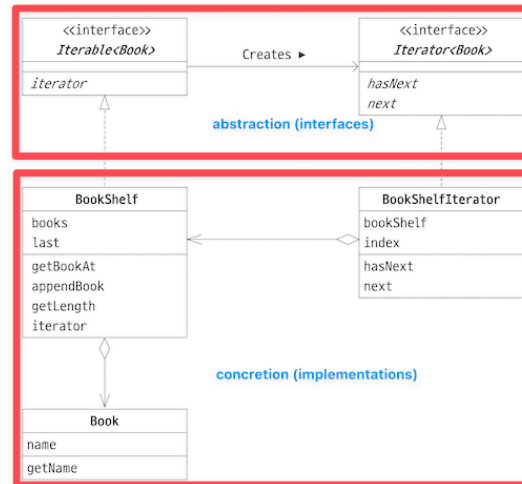 <<interface>>
Iterable<Book>
iterator
Creates ▶
<<interface>>
Iterator<Book>
hasNext
next
abstraction (interfaces)
BookShelf
books
last
getBookAt
appendBook
getLength
iterator
BookShelfIterator
bookShelf
index
hasNext
next
concretion (implementations)
Book
name
getName